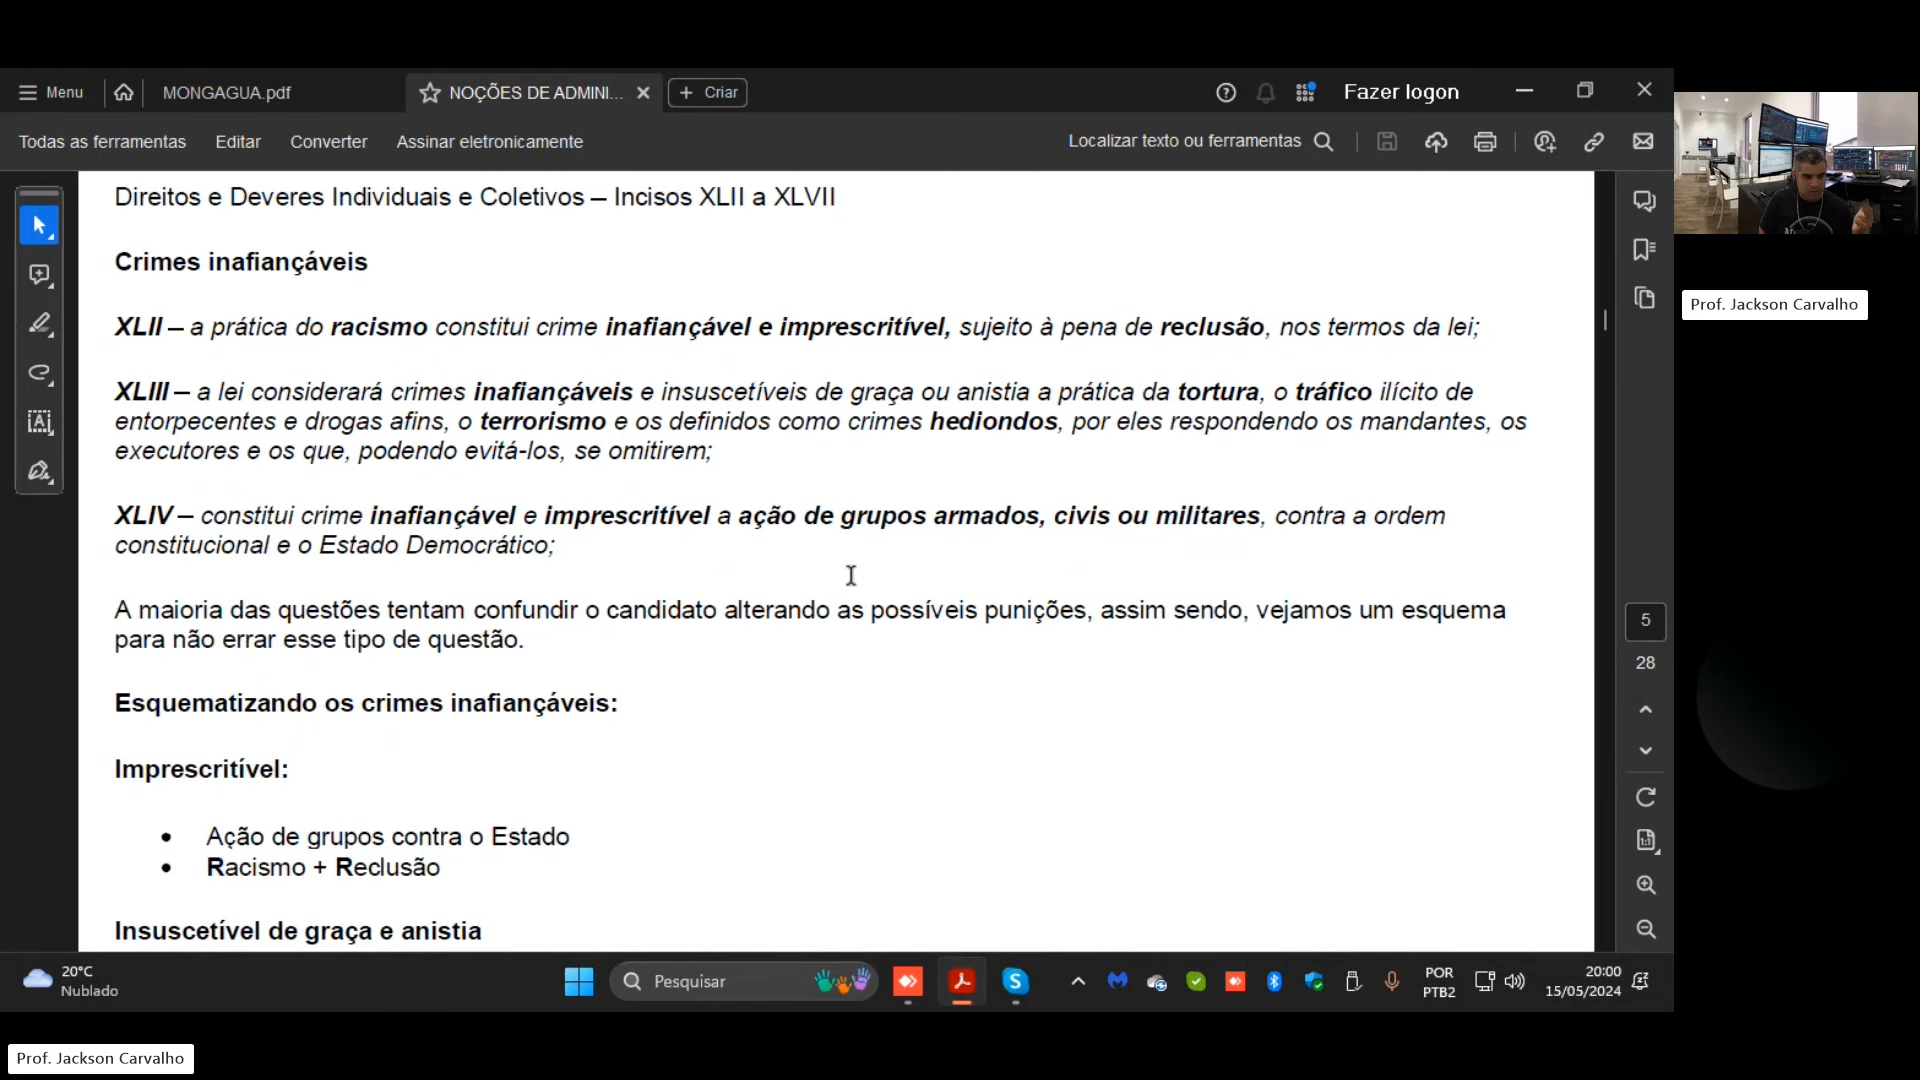 Menu
MONGAGUA.pdf
NOÇÕES DE ADMINI...
Criar
Fazer logon
Todas as ferramentas
Editar
Converter
Assinar eletronicamente
Localizar texto ou ferramentas
Direitos e Deveres Individuais e Coletivos – Incisos XLII a XLVII
Crimes inafiançáveis
XLII – a prática do racismo constitui crime inafiançável e imprescritível, sujeito à pena de reclusão, nos termos da lei;
XLIII – a lei considerará crimes inafiançáveis e insuscetíveis de graça ou anistia a prática da tortura, o tráfico ilícito de
entorpecentes e drogas afins, o terrorismo e os definidos como crimes hediondos, por eles respondendo os mandantes, os
executores e os que, podendo evitá-los, se omitirem;
XLIV – constitui crime inafiançável e imprescritível a ação de grupos armados, civis ou militares, contra a ordem
constitucional e o Estado Democrático;
A maioria das questões tentam confundir o candidato alterando as possíveis punições, assim sendo, vejamos um esquema
para não errar esse tipo de questão.
Esquematizando os crimes inafiançáveis:
Imprescritível:
• Ação de grupos contra o Estado
• Racismo + Reclusão
Insuscetível de graça e anistia
5
28
1:1
20°C
Nublado
Pesquisar
POR
PTB2
20:00
15/05/2024
Prof. Jackson Carvalho
Prof. Jackson Carvalho